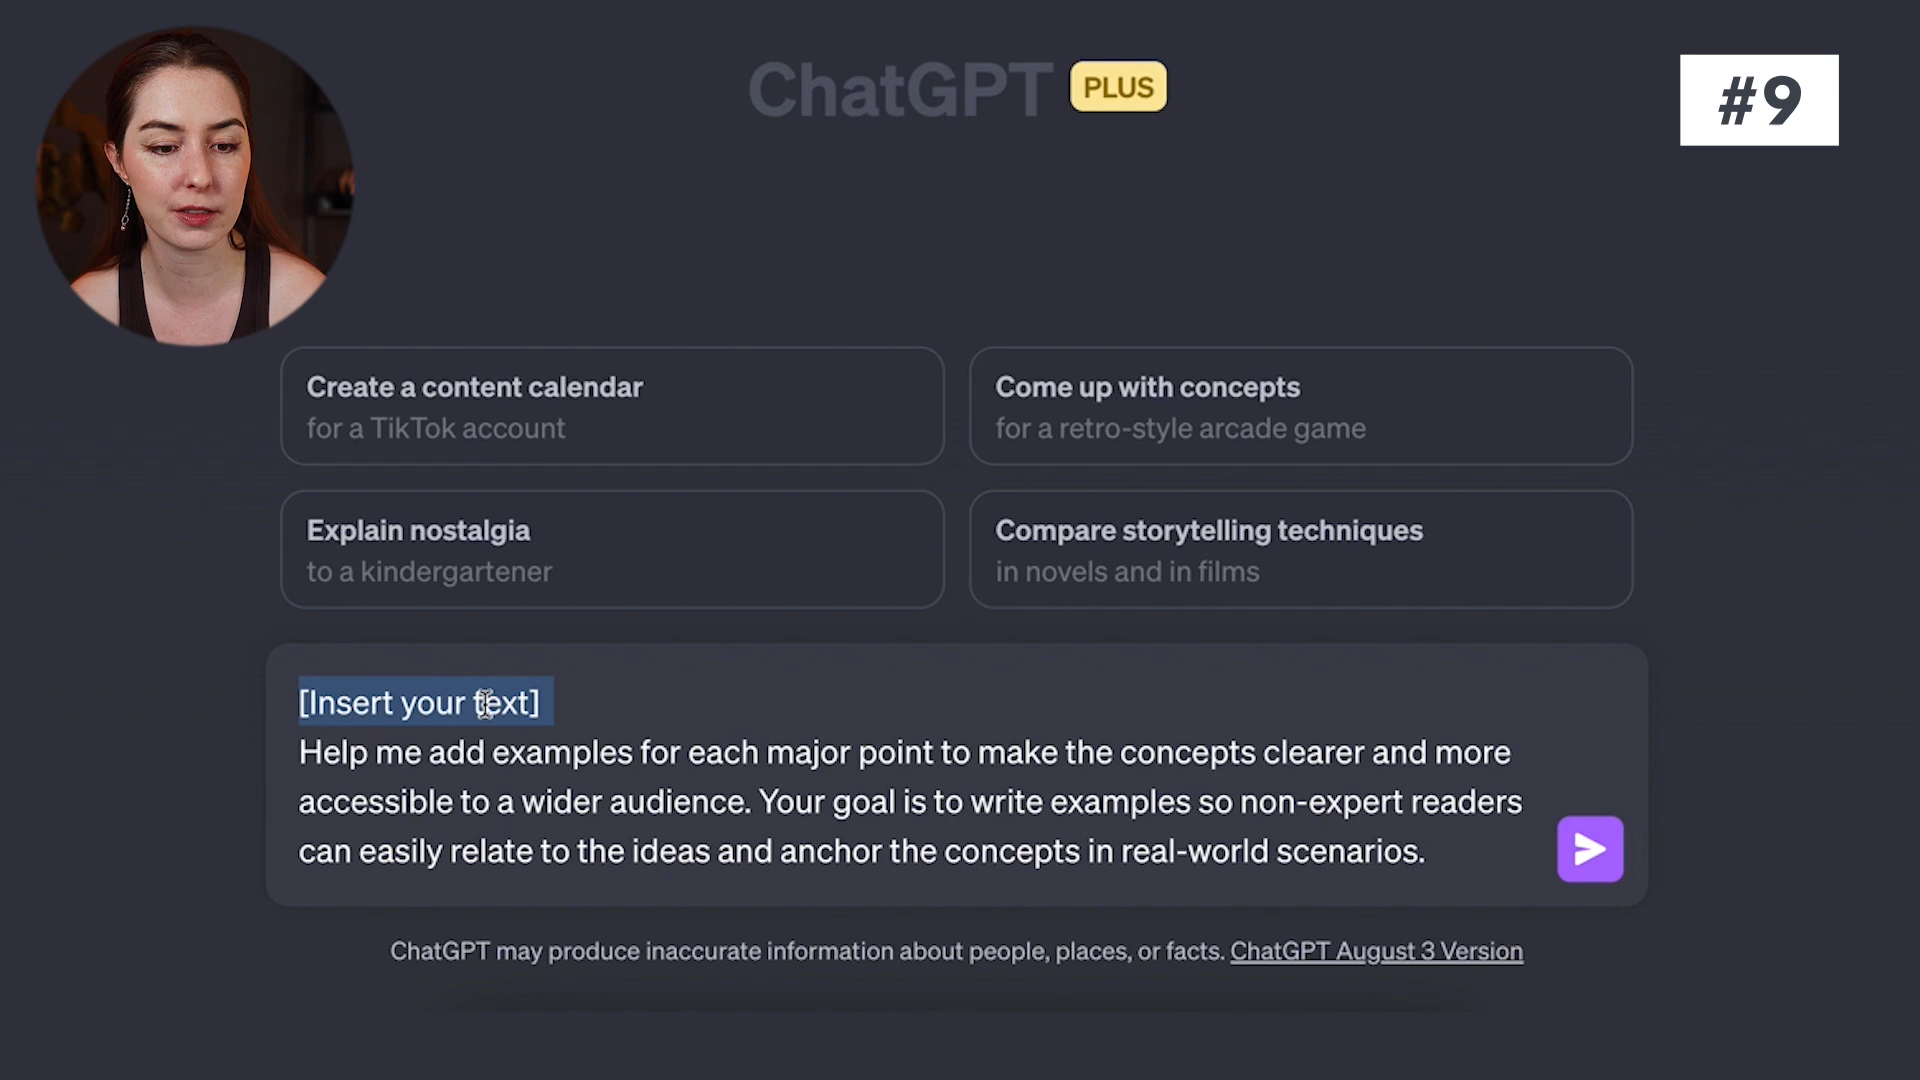 ChatGPT PLUS
#9
Create a content calendar
for a TikTok account
Come up with concepts
for a retro-style arcade game
Explain nostalgia
to a kindergartener
Compare storytelling techniques
in novels and in films
[Insert your text]
Help me add examples for each major point to make the concepts clearer and more
accessible to a wider audience. Your goal is to write examples so non-expert readers
can easily relate to the ideas and anchor the concepts in real-world scenarios.
ChatGPT may produce inaccurate information about people, places, or facts. ChatGPT August 3 Version